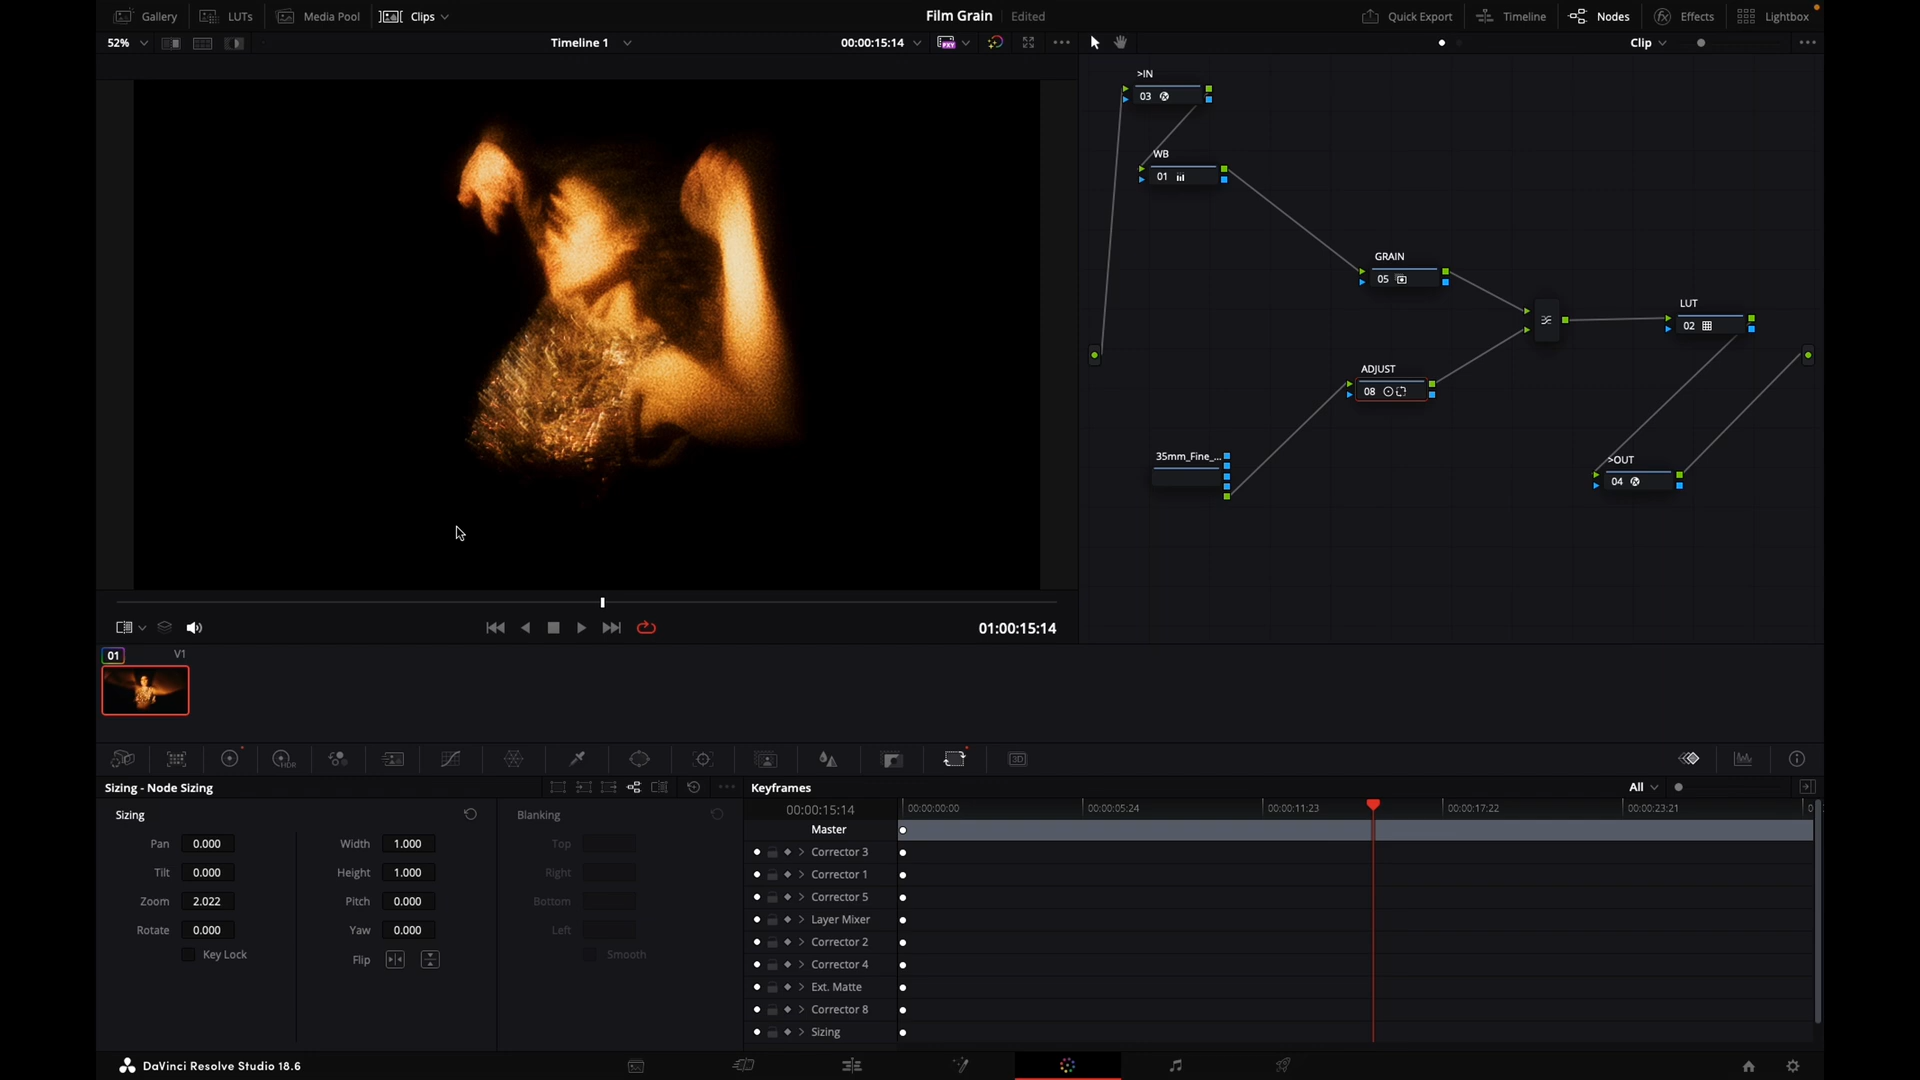 Gallery LUTs Media Pool Clips Film Grain Edited Quick Export Timeline Nodes Effects Lightbox
52% Timeline 1 00:00:15:14 PXY Clip
>IN
03
WB
01
GRAIN
05
LUT
02
ADJUST
08
35mm_Fine_...
>OUT
04
01:00:15:14
01 V1
HDR
3D
Sizing - Node Sizing
Sizing
Pan 0.000 Width 1.000
Tilt 0.000 Height 1.000
Zoom 2.022 Pitch 0.000
Rotate 0.000 Yaw 0.000
Key Lock Flip
Blanking
Top
Right
Bottom
Left
Smooth
Keyframes All
00:00:15:14 00:00:00:00 00:00:05:24 00:00:11:23 00:00:17:22 00:00:23:21
Master
Corrector 3
Corrector 1
Corrector 5
Layer Mixer
Corrector 2
Corrector 4
Ext. Matte
Corrector 8
Sizing
DaVinci Resolve Studio 18.6